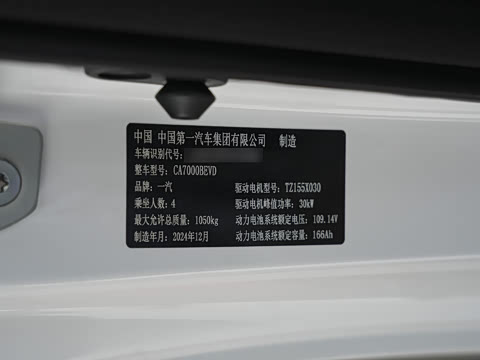 中国 中国第一汽车集团有限公司 制造
车辆识别代号:
整车型号: CA7000BEVD
品牌: 一汽 驱动电机型号: TZ155X030
乘坐人数: 4 驱动电机峰值功率: 30kW
最大允许总质量: 1050kg 动力电池系统额定电压: 109.14V
制造年月: 2024年12月 动力电池系统额定容量: 166Ah